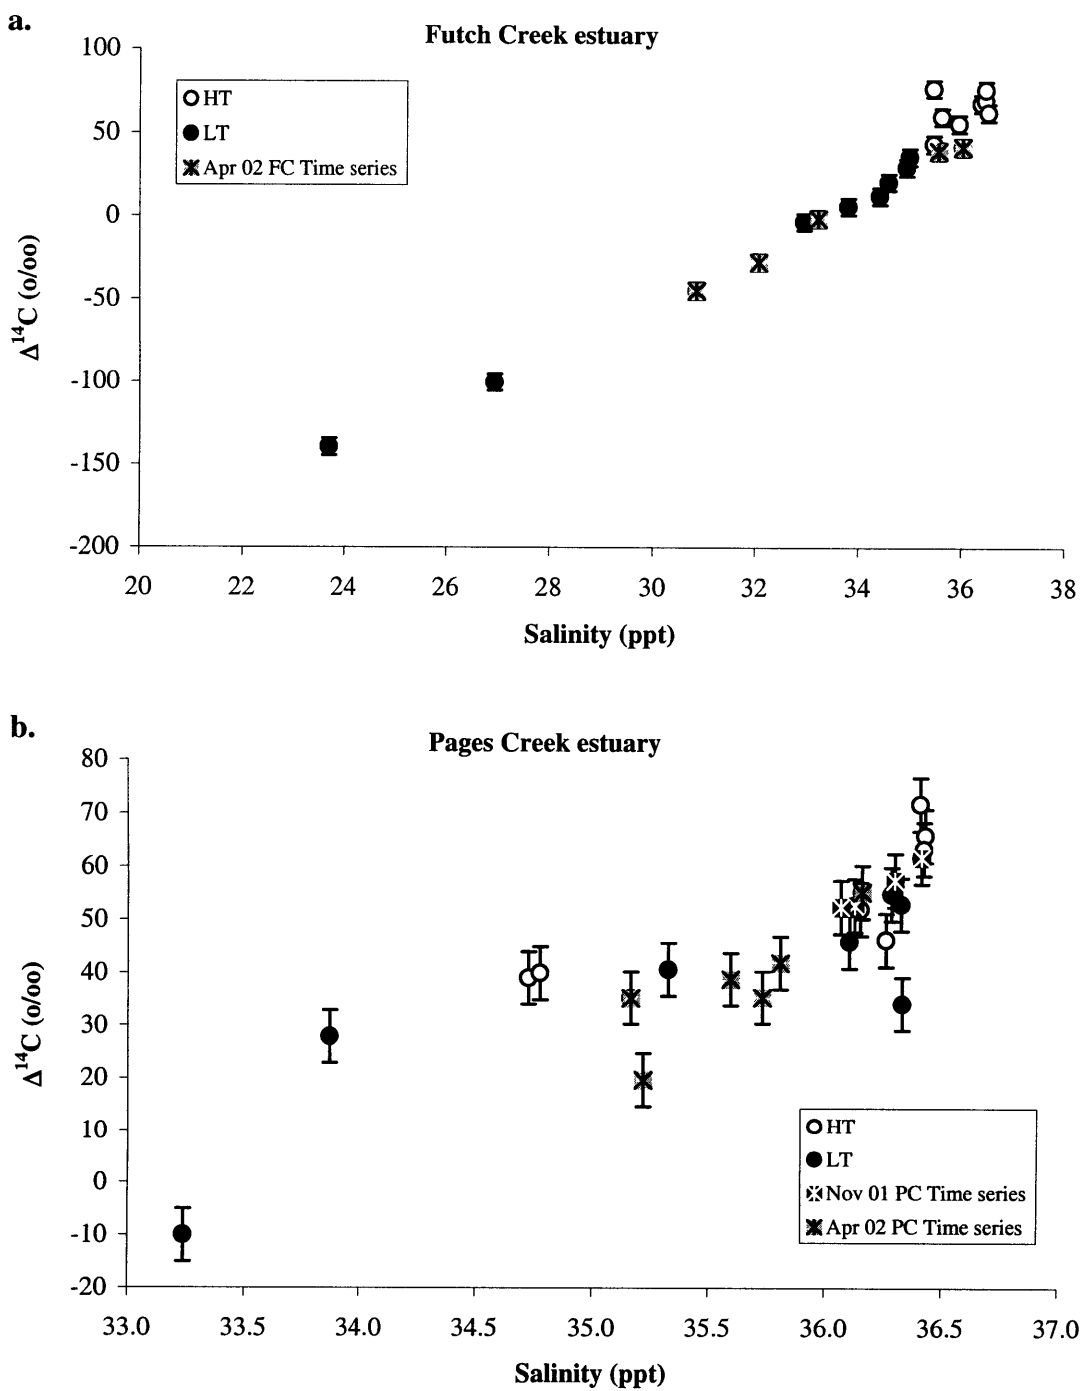 a.
Futch Creek estuary
100
50
0
-50
-100
-150
-200
Δ¹⁴C (o/oo)
HT
LT
Apr 02 FC Time series
20 22 24 26 28 30 32 34 36 38
Salinity (ppt)
b.
Pages Creek estuary
80
70
60
50
40
30
20
10
0
-10
-20
Δ¹⁴C (o/oo)
HT
LT
Nov 01 PC Time series
Apr 02 PC Time series
33.0 33.5 34.0 34.5 35.0 35.5 36.0 36.5 37.0
Salinity (ppt)